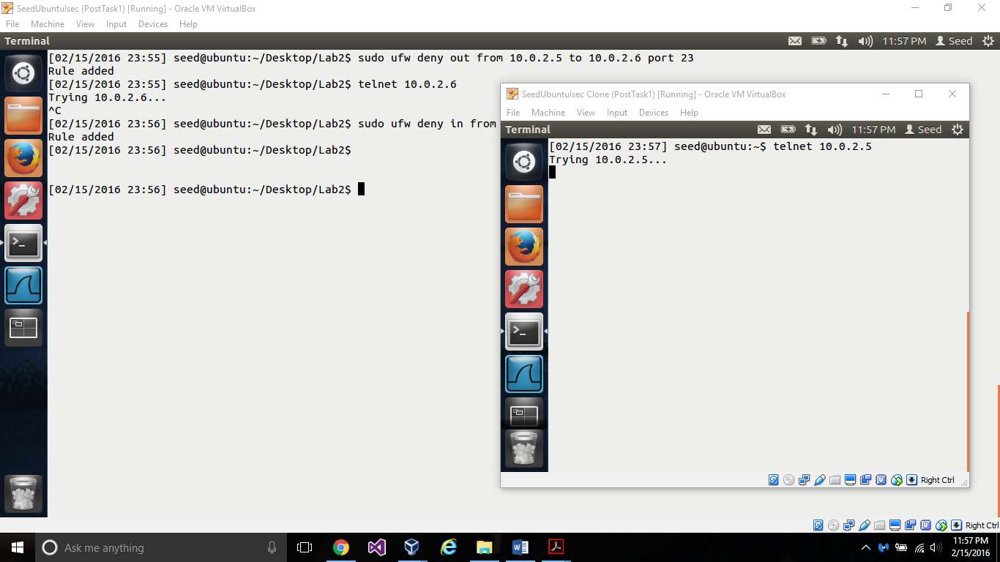 SeedUbuntuIsec (PostTask1) [Running] - Oracle VM VirtualBox
File Machine View Input Devices Help
Terminal
11:57 PM Seed
[02/15/2016 23:55] seed@ubuntu:~/Desktop/Lab2$ sudo ufw deny out from 10.0.2.5 to 10.0.2.6 port 23
Rule added
[02/15/2016 23:55] seed@ubuntu:~/Desktop/Lab2$ telnet 10.0.2.6
Trying 10.0.2.6...
^C
[02/15/2016 23:56] seed@ubuntu:~/Desktop/Lab2$ sudo ufw deny in from
Rule added
[02/15/2016 23:56] seed@ubuntu:~/Desktop/Lab2$
[02/15/2016 23:56] seed@ubuntu:~/Desktop/Lab2$
SeedUbuntuIsec Clone (PostTask1) [Running] - Oracle VM VirtualBox
File Machine View Input Devices Help
Terminal
11:57 PM Seed
[02/15/2016 23:57] seed@ubuntu:~$ telnet 10.0.2.5
Trying 10.0.2.5...
Right Ctrl
Right Ctrl
Ask me anything
11:57 PM
2/15/2016